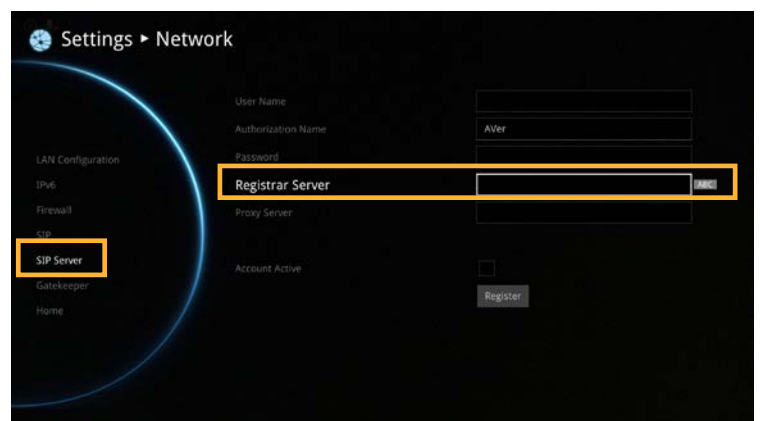 Settings ▸ Network
User Name
Authorization Name AVer
Password
Registrar Server ABC
Proxy Server
Account Active
Register
LAN Configuration
IPv6
Firewall
SIP
SIP Server
Gatekeeper
Home